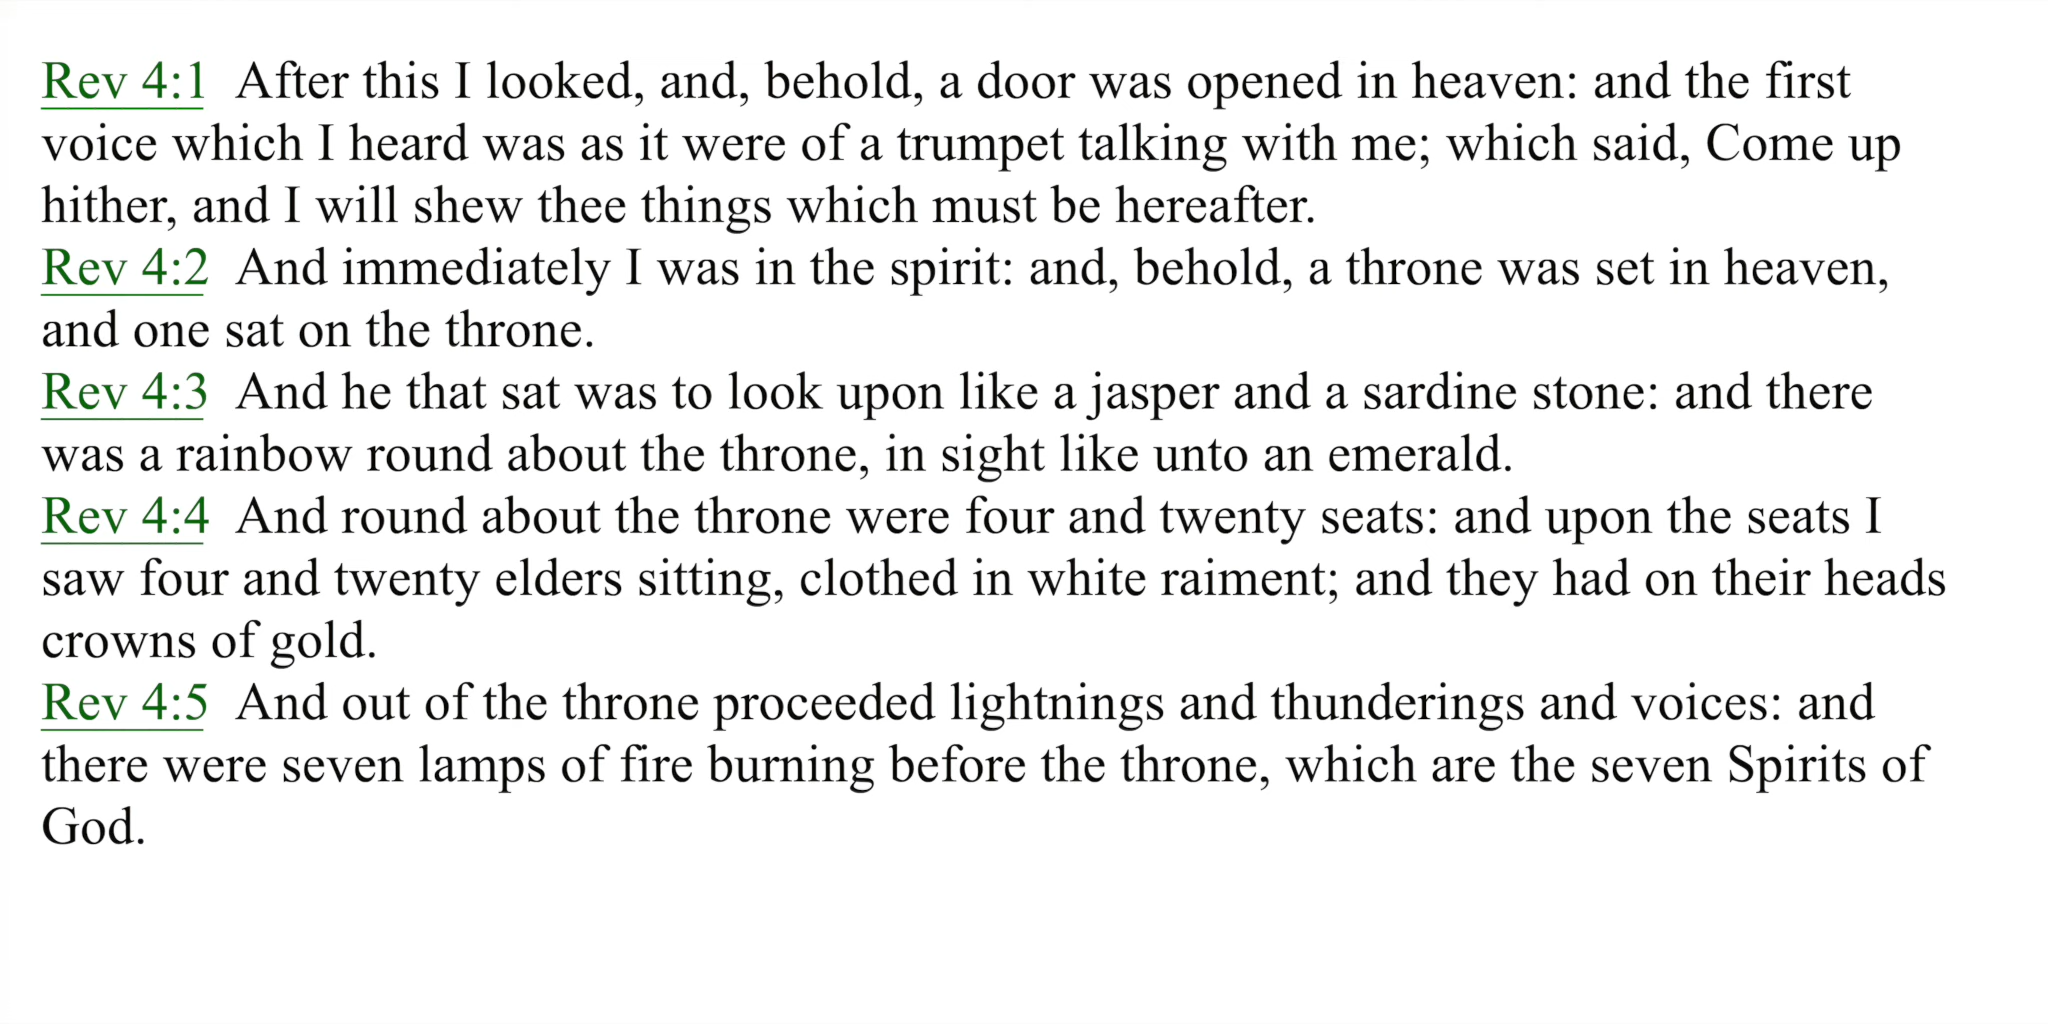 Rev 4:1  After this I looked, and, behold, a door was opened in heaven: and the first
voice which I heard was as it were of a trumpet talking with me; which said, Come up
hither, and I will shew thee things which must be hereafter.
Rev 4:2  And immediately I was in the spirit: and, behold, a throne was set in heaven,
and one sat on the throne.
Rev 4:3  And he that sat was to look upon like a jasper and a sardine stone: and there
was a rainbow round about the throne, in sight like unto an emerald.
Rev 4:4  And round about the throne were four and twenty seats: and upon the seats I
saw four and twenty elders sitting, clothed in white raiment; and they had on their heads
crowns of gold.
Rev 4:5  And out of the throne proceeded lightnings and thunderings and voices: and
there were seven lamps of fire burning before the throne, which are the seven Spirits of
God.